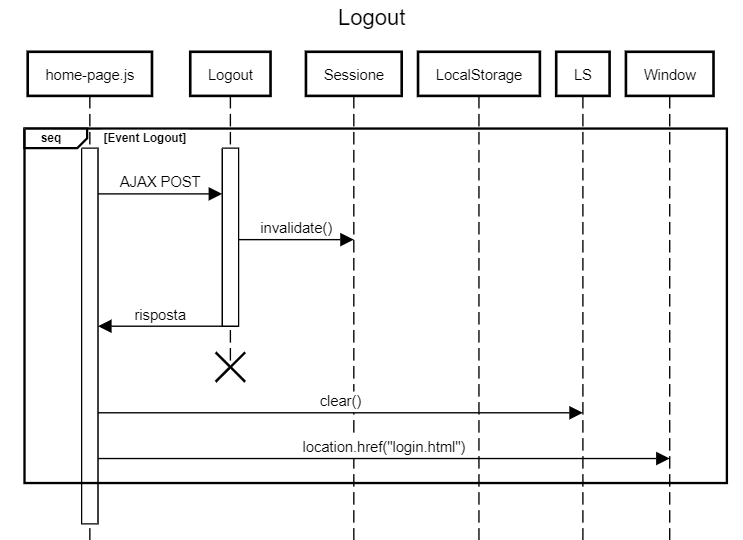 Logout
home-page.js
Logout
Sessione
LocalStorage
LS
Window
seq
[Event Logout]
AJAX POST
invalidate()
risposta
clear()
location.href("login.html")